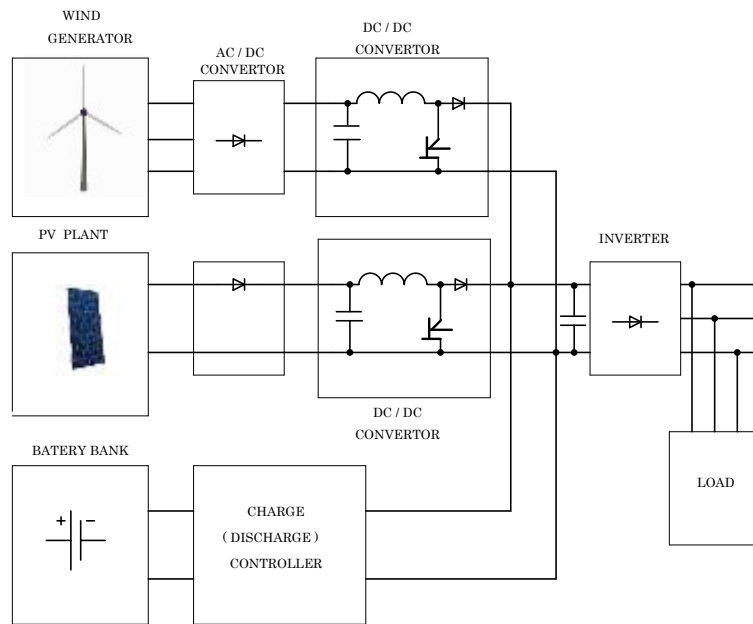 WIND
GENERATOR
AC / DC
CONVERTOR
DC / DC
CONVERTOR
PV PLANT
INVERTER
DC / DC
CONVERTOR
BATERY BANK
+ −
CHARGE
( DISCHARGE )
CONTROLLER
LOAD